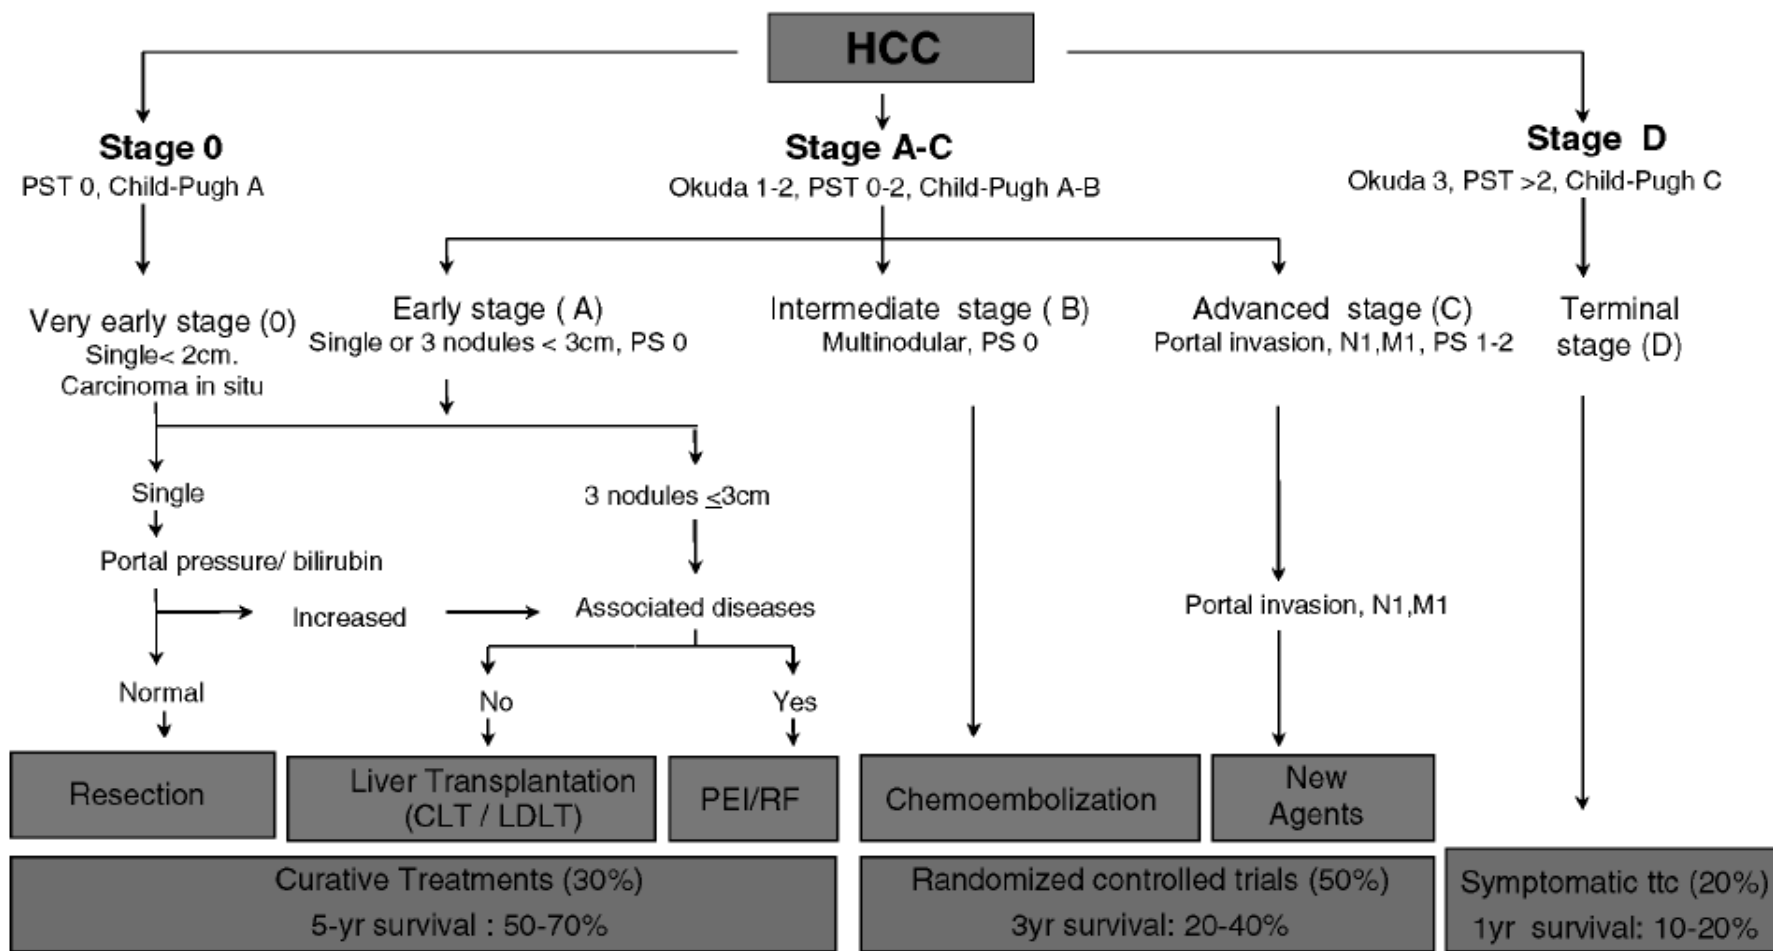 HCC
Stage 0
PST 0, Child-Pugh A
Stage A-C
Okuda 1-2, PST 0-2, Child-Pugh A-B
Stage D
Okuda 3, PST >2, Child-Pugh C
Very early stage (0)
Single< 2cm.
Carcinoma in situ
Early stage ( A)
Single or 3 nodules < 3cm, PS 0
Intermediate stage ( B)
Multinodular, PS 0
Advanced stage (C)
Portal invasion, N1,M1, PS 1-2
Terminal
stage (D)
Single
3 nodules ≤3cm
Portal pressure/ bilirubin
Increased
Associated diseases
Portal invasion, N1,M1
Normal
No
Yes
Resection
Liver Transplantation
(CLT / LDLT)
PEI/RF
Chemoembolization
New
Agents
Curative Treatments (30%)
5-yr survival : 50-70%
Randomized controlled trials (50%)
3yr survival: 20-40%
Symptomatic ttc (20%)
1yr survival: 10-20%